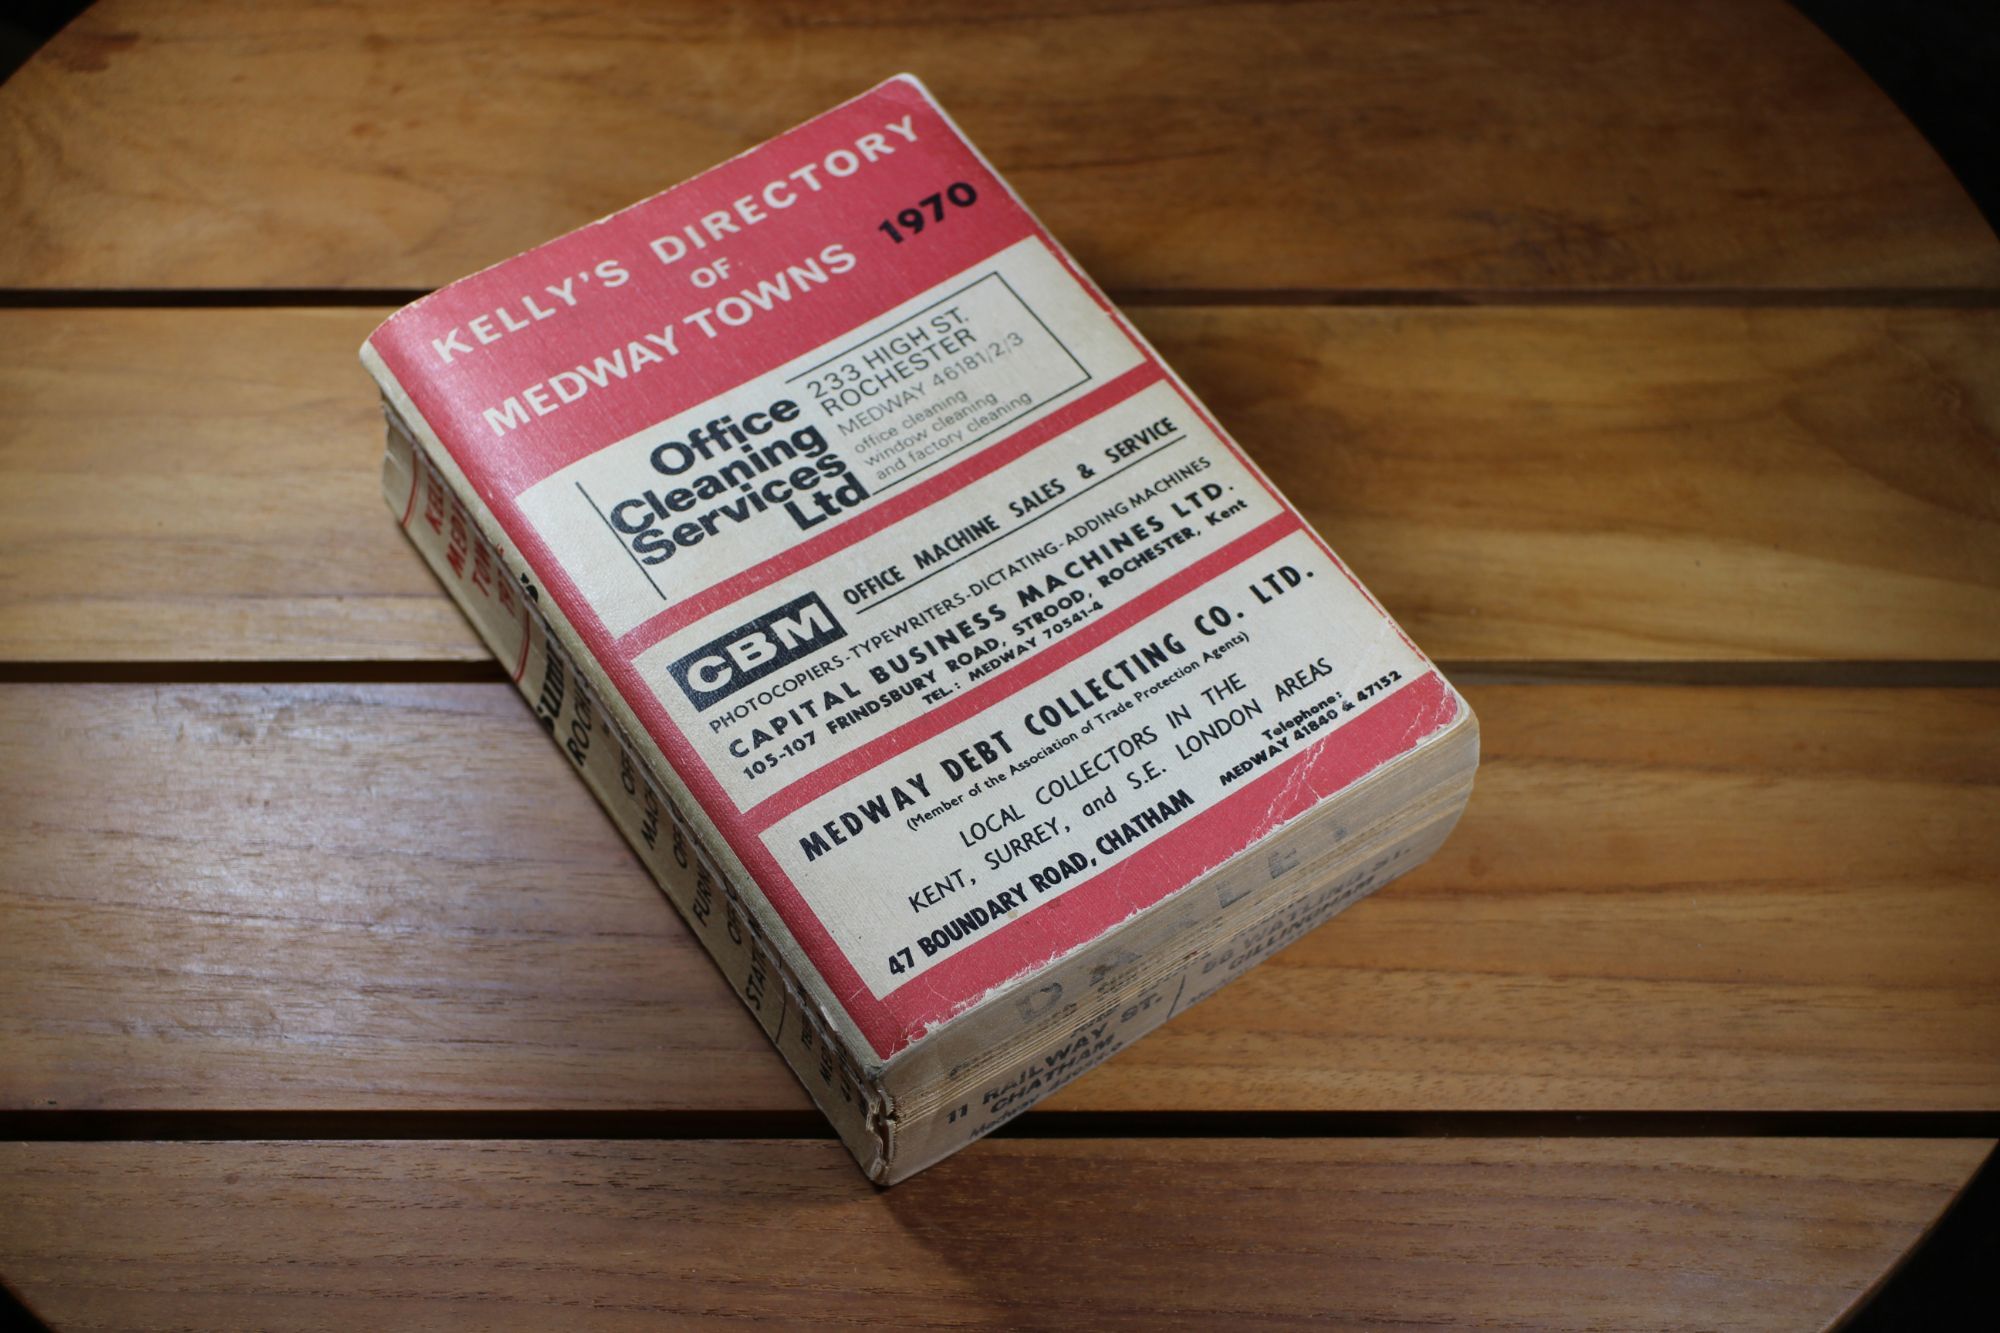 KELLY'S DIRECTORY
OF
MEDWAY TOWNS 1970
Office
Cleaning
Services
Ltd
233 HIGH ST.
ROCHESTER
MEDWAY 46181/2/3
office cleaning
window cleaning
and factory cleaning
CBM
OFFICE MACHINE SALES & SERVICE
PHOTOCOPIERS-TYPEWRITERS-DICTATING-ADDING MACHINES
CAPITAL BUSINESS MACHINES LTD.
105-107 FRINDSBURY ROAD, STROOD, ROCHESTER, Kent
TEL.: MEDWAY 70541-4
MEDWAY DEBT COLLECTING CO. LTD.
(Member of the Association of Trade Protection Agents)
LOCAL COLLECTORS IN THE
KENT, SURREY, and S.E. LONDON AREAS
47 BOUNDARY ROAD, CHATHAM
Telephone:
MEDWAY 41840 & 47152
11 RAILWAY ST.
CHATHAM
GILLINGHAM